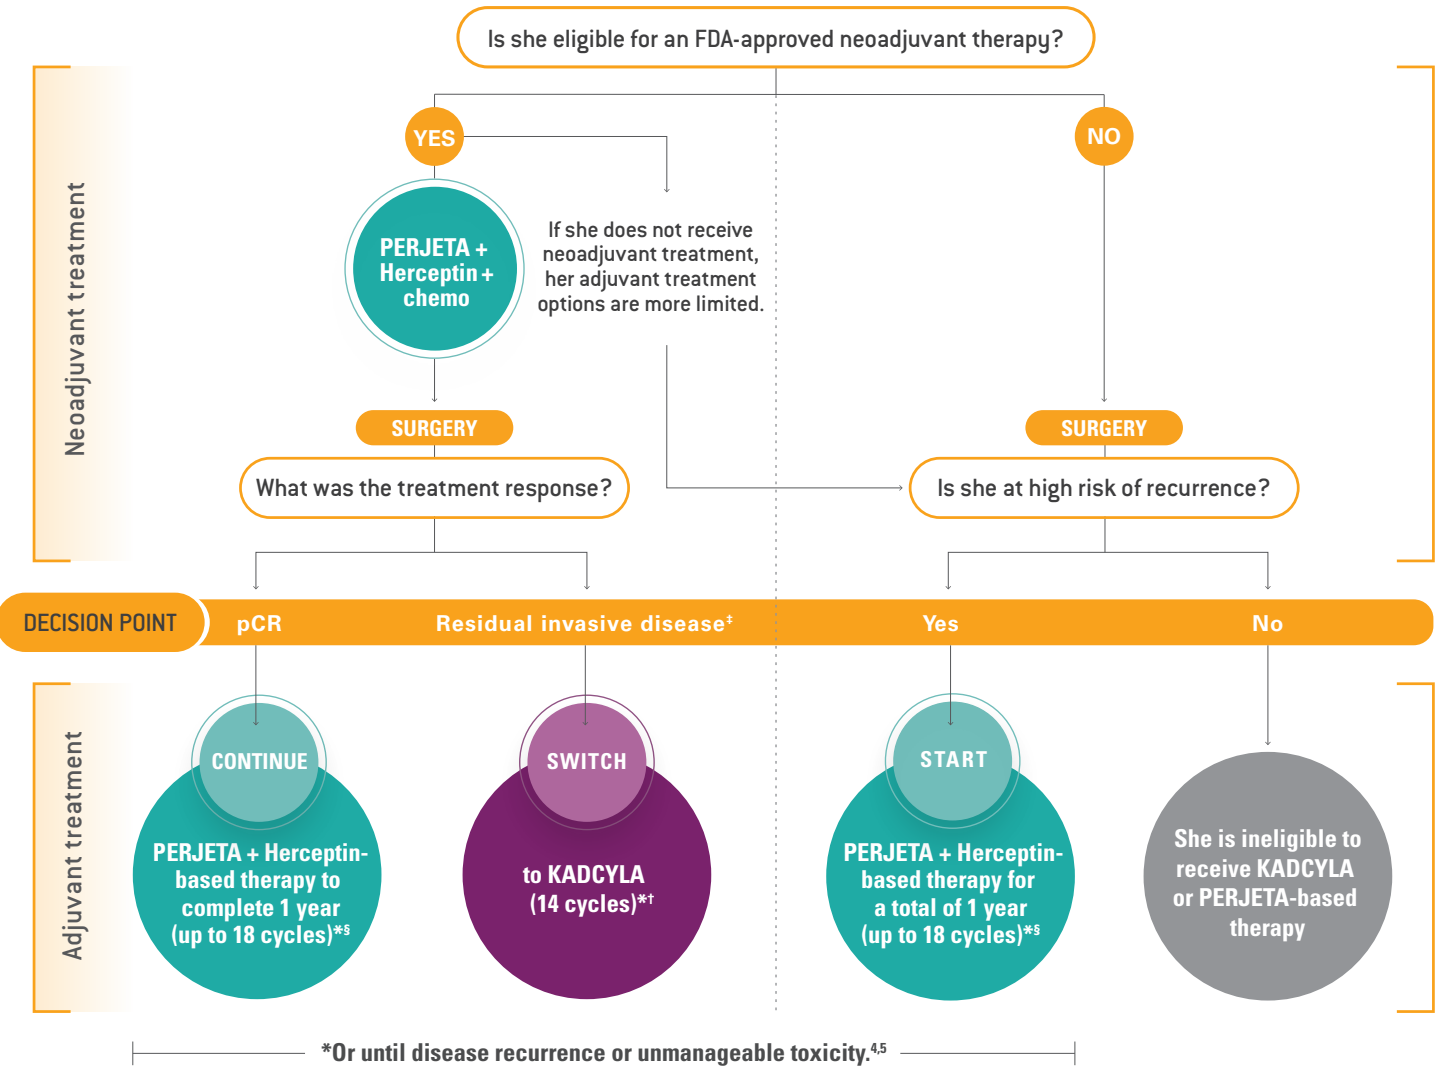 Is she eligible for an FDA-approved neoadjuvant therapy?
Neoadjuvant treatment
YES
NO
PERJETA +
Herceptin +
chemo
If she does not receive
neoadjuvant treatment,
her adjuvant treatment
options are more limited.
SURGERY
SURGERY
What was the treatment response?
Is she at high risk of recurrence?
DECISION POINT
pCR
Residual invasive disease‡
Yes
No
Adjuvant treatment
CONTINUE
PERJETA + Herceptin-
based therapy to
complete 1 year
(up to 18 cycles)*§
SWITCH
to KADCYLA
(14 cycles)*†
START
PERJETA + Herceptin-
based therapy for
a total of 1 year
(up to 18 cycles)*§
She is ineligible to
receive KADCYLA
or PERJETA-based
therapy
*Or until disease recurrence or unmanageable toxicity.4,5